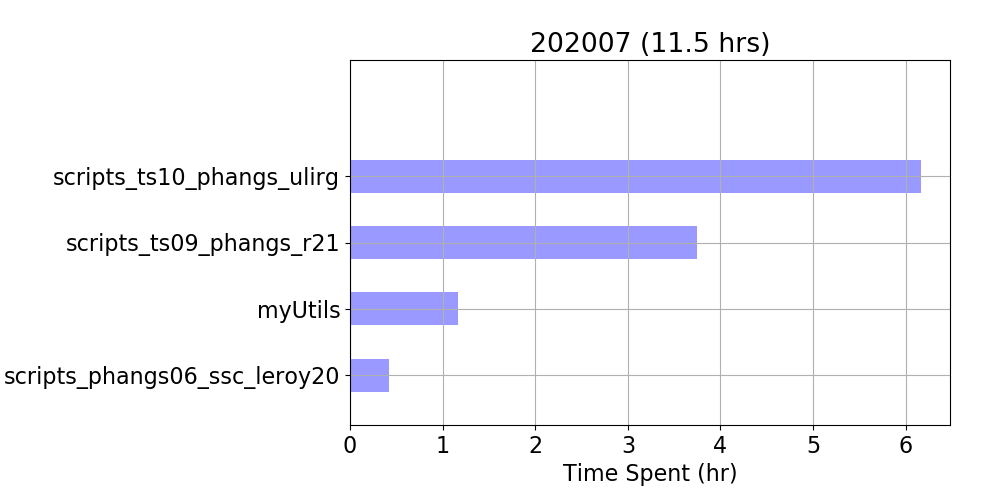 202007 (11.5 hrs)
scripts_ts10_phangs_ulirg
scripts_ts09_phangs_r21
myUtils
scripts_phangs06_ssc_leroy20
0 1 2 3 4 5 6
Time Spent (hr)